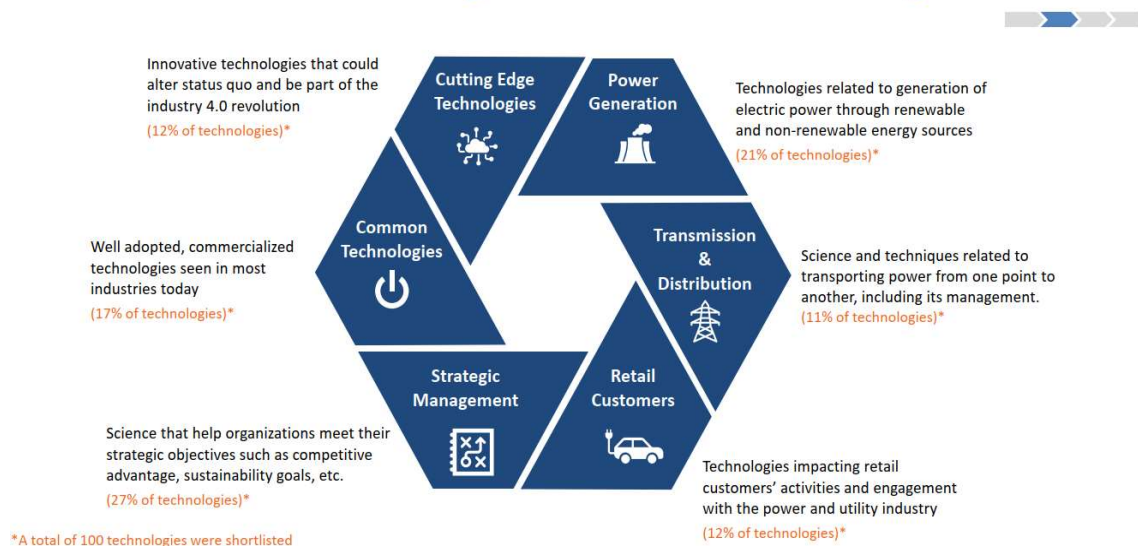 Innovative technologies that could
alter status quo and be part of the
industry 4.0 revolution
(12% of technologies)*
Cutting Edge
Technologies
Power
Generation
Technologies related to generation of
electric power through renewable
and non-renewable energy sources
(21% of technologies)*
Well adopted, commercialized
technologies seen in most
industries today
(17% of technologies)*
Common
Technologies
Transmission
&
Distribution
Science and techniques related to
transporting power from one point to
another, including its management.
(11% of technologies)*
Strategic
Management
Retail
Customers
Science that help organizations meet their
strategic objectives such as competitive
advantage, sustainability goals, etc.
(27% of technologies)*
Technologies impacting retail
customers’ activities and engagement
with the power and utility industry
(12% of technologies)*
*A total of 100 technologies were shortlisted